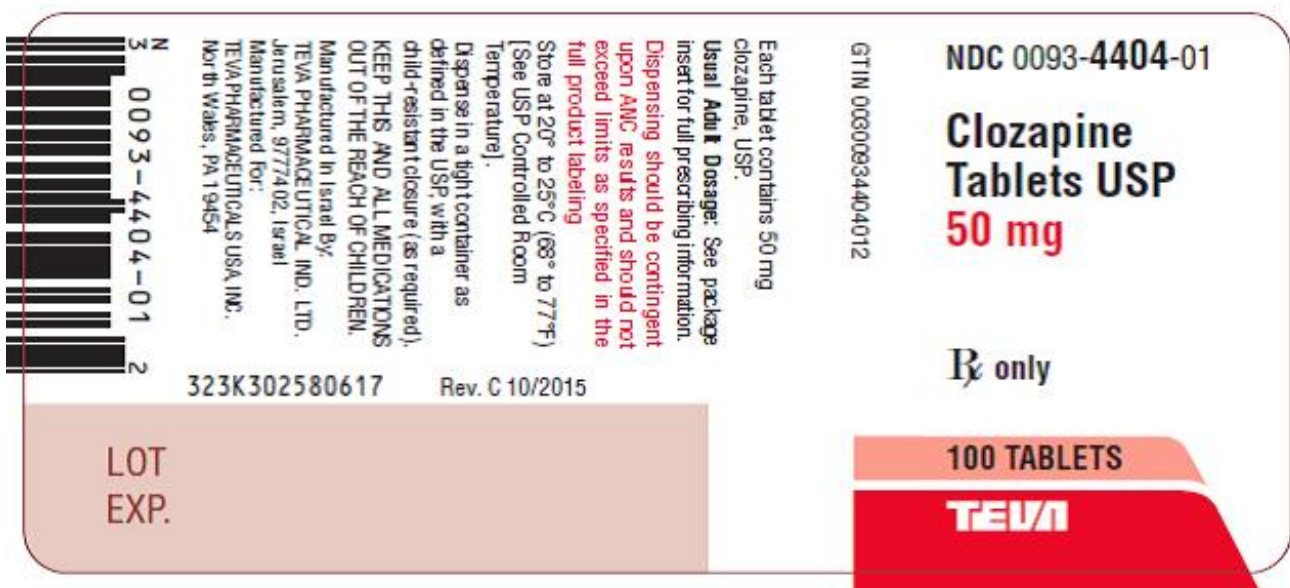 NDC 0093-4404-01
Clozapine
Tablets USP
50 mg
℞ only
100 TABLETS
TEVA
GTIN 00300934404012
Each tablet contains 50 mg
clozapine, USP.
Usual Adult Dosage: See package
insert for full prescribing information.
Dispensing should be contingent
upon ANC results and should not
exceed limits as specified in the
full product labeling
Store at 20° to 25°C (68° to 77°F)
[See USP Controlled Room
Temperature].
Dispense in a tight container as
defined in the USP, with a
child-resistant closure (as required).
KEEP THIS AND ALL MEDICATIONS
OUT OF THE REACH OF CHILDREN.
Manufactured In Israel By:
TEVA PHARMACEUTICAL IND. LTD.
Jerusalem, 9777402, Israel
Manufactured For:
TEVA PHARMACEUTICALS USA, INC.
North Wales, PA 19454
N
3 0093-4404-01 2
323K302580617 Rev. C 10/2015
LOT
EXP.